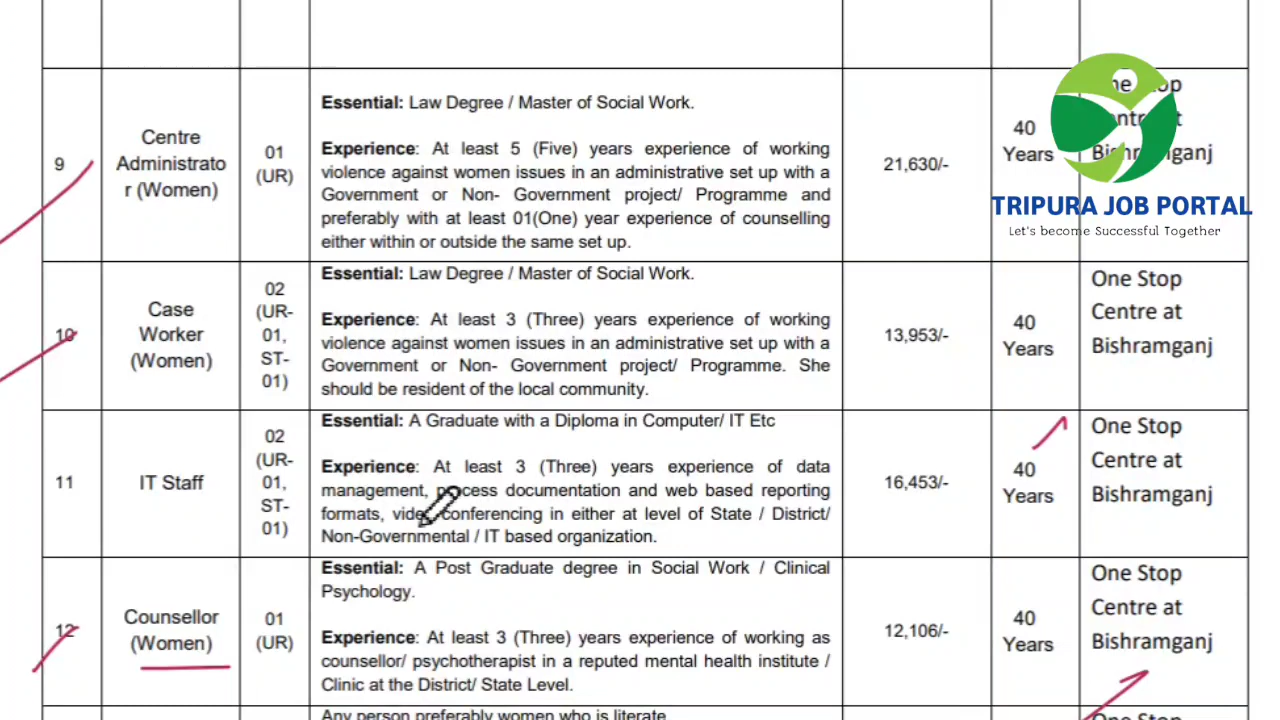 9
Centre
Administrato
r (Women)
01
(UR)
Essential: Law Degree / Master of Social Work.
Experience: At least 5 (Five) years experience of working
violence against women issues in an administrative set up with a
Government or Non- Government project/ Programme and
preferably with at least 01(One) year experience of counselling
either within or outside the same set up.
21,630/-
40
Years
TRIPURA JOB PORTAL
Let's become Successful Together
10
Case
Worker
(Women)
02
(UR-
01,
ST-
01)
Essential: Law Degree / Master of Social Work.
Experience: At least 3 (Three) years experience of working
violence against women issues in an administrative set up with a
Government or Non- Government project/ Programme. She
should be resident of the local community.
13,953/-
40
Years
One Stop
Centre at
Bishramganj
11
IT Staff
02
(UR-
01,
ST-
01)
Essential: A Graduate with a Diploma in Computer/ IT Etc
Experience: At least 3 (Three) years experience of data
management, process documentation and web based reporting
formats, video conferencing in either at level of State / District/
Non-Governmental / IT based organization.
16,453/-
40
Years
One Stop
Centre at
Bishramganj
12
Counsellor
(Women)
01
(UR)
Essential: A Post Graduate degree in Social Work / Clinical
Psychology.
Experience: At least 3 (Three) years experience of working as
counsellor/ psychotherapist in a reputed mental health institute /
Clinic at the District/ State Level.
12,106/-
40
Years
One Stop
Centre at
Bishramganj
Any person preferably women who is literate
One Stop